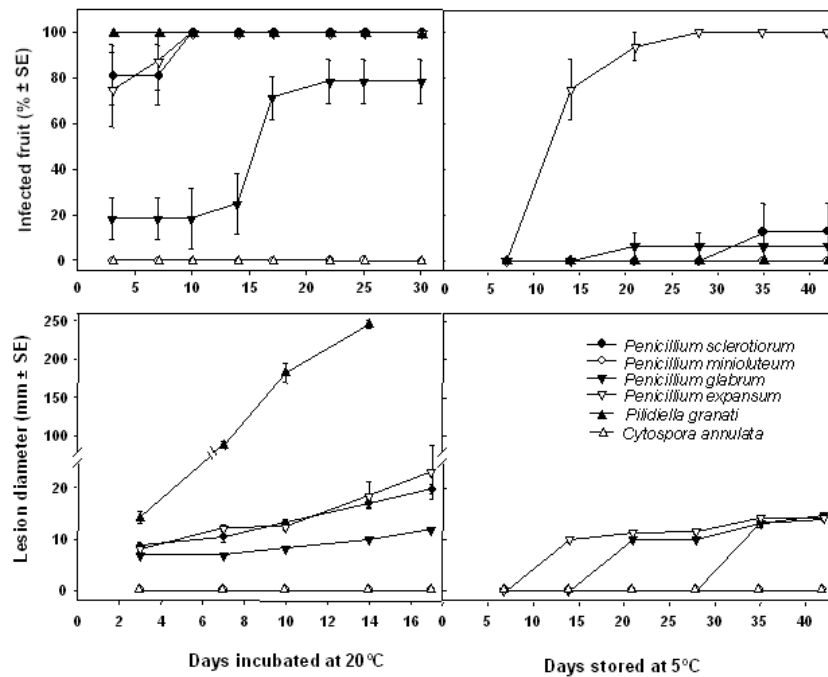 Infected fruit (% ± SE)
100
80
60
40
20
0
0 5 10 15 20 25 30
0 5 10 15 20 25 30 35 40
Lesion diameter (mm ± SE)
250
200
150
100
20
10
0
Penicillium sclerotiorum
Penicillium minioluteum
Penicillium glabrum
Penicillium expansum
Pilidiella granati
Cytospora annulata
0 2 4 6 8 10 12 14 16
0 5 10 15 20 25 30 35 40
Days incubated at 20ºC
Days stored at 5ºC